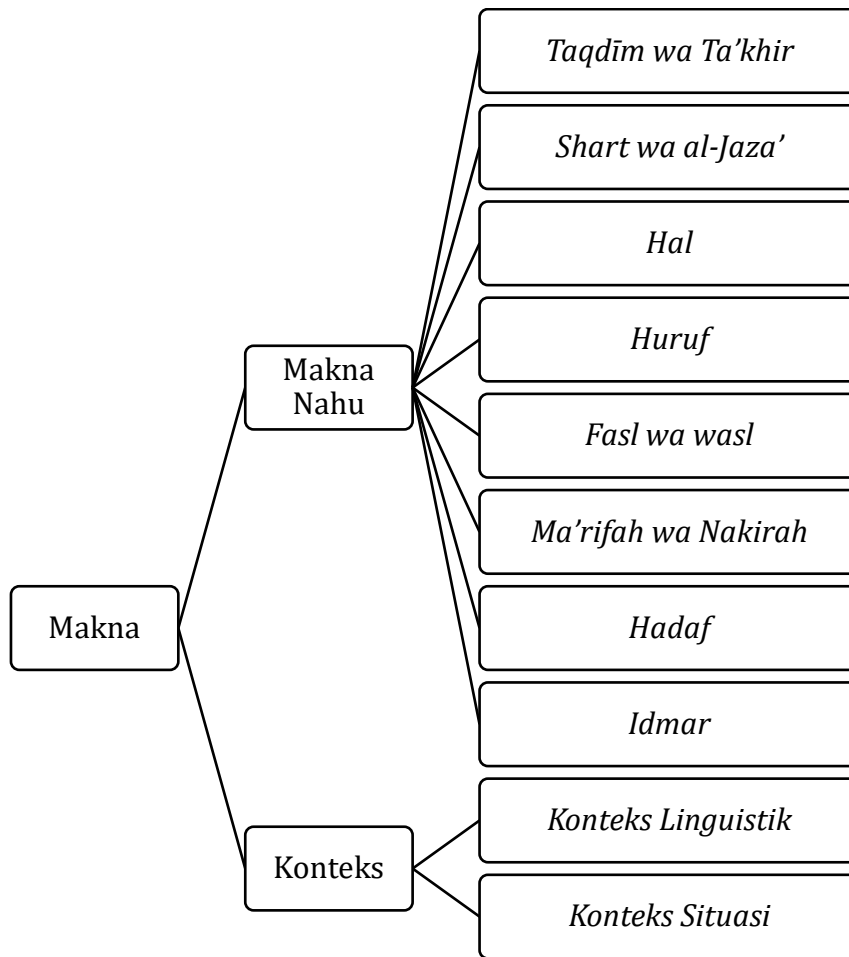 Makna
Makna
Nahu
Taqdīm wa Ta’khir
Shart wa al-Jaza’
Hal
Huruf
Fasl wa wasl
Ma’rifah wa Nakirah
Hadaf
Idmar
Konteks
Konteks Linguistik
Konteks Situasi